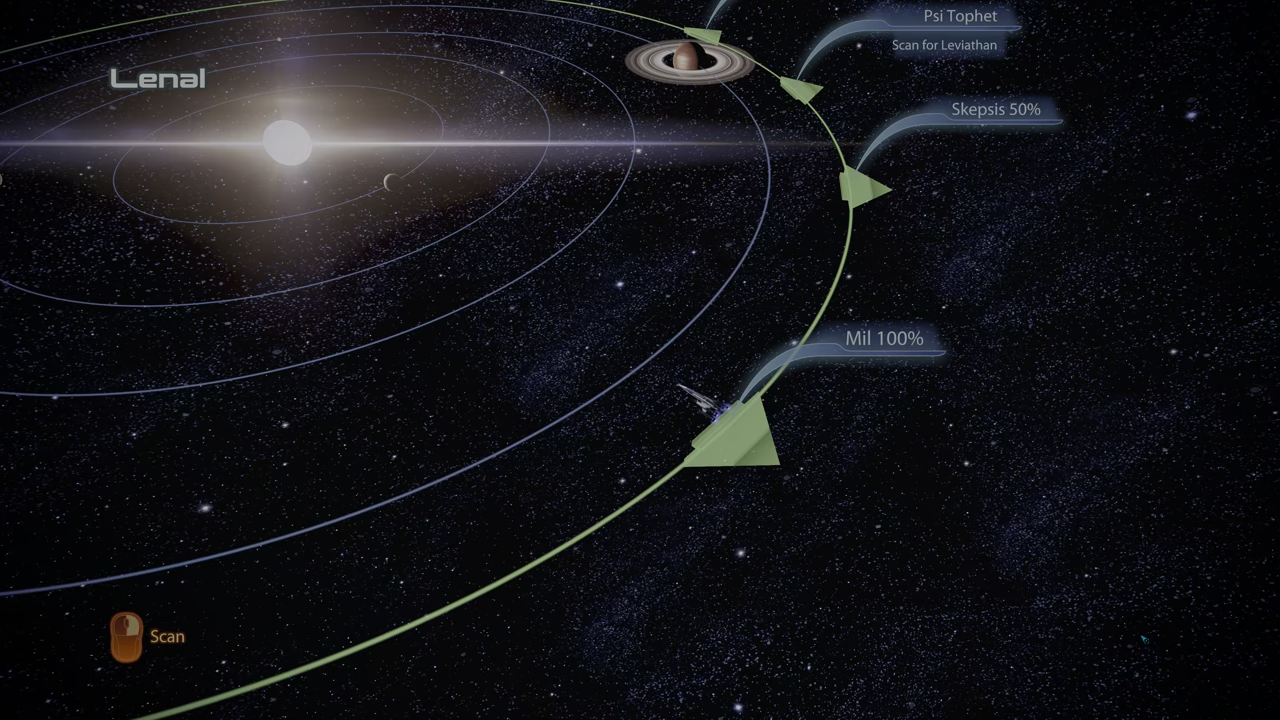 Psi Tophet
Scan for Leviathan
Lenal
Skepsis 50%
Mil 100%
Scan